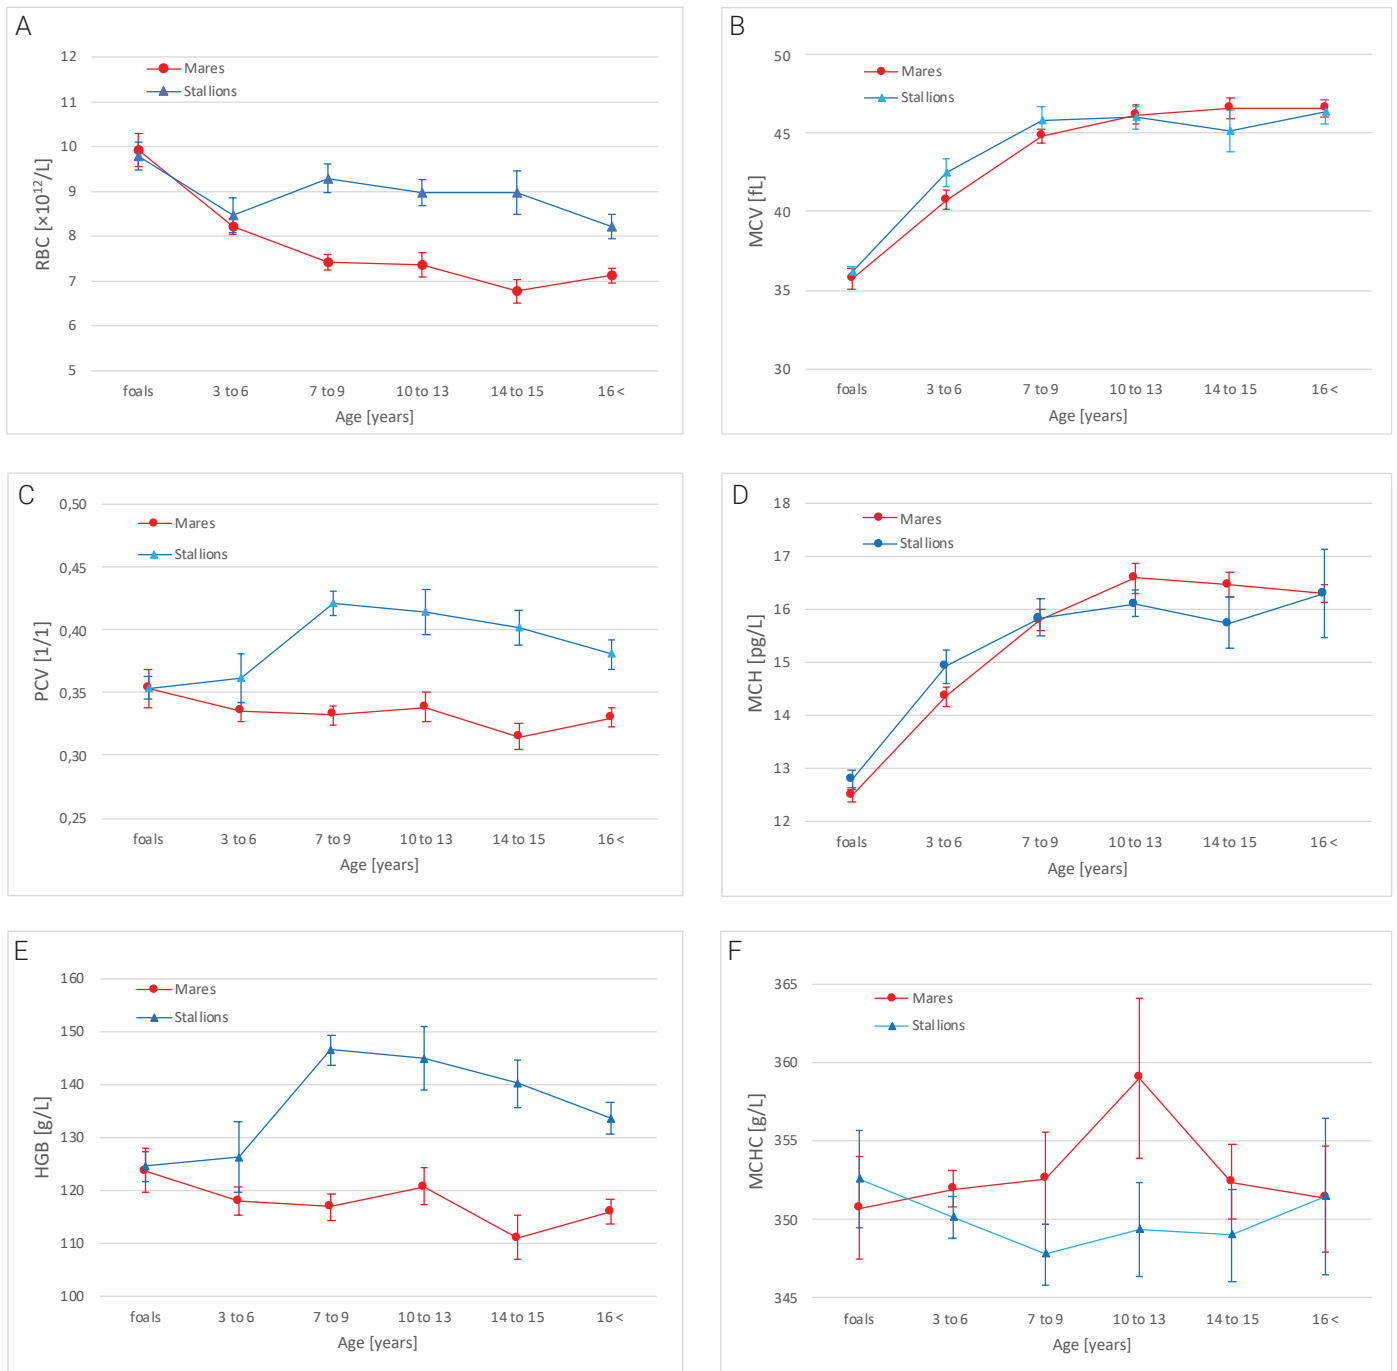 A
12
11
10
9
8
7
6
5
RBC [×10¹²/L]
Mares
Stallions
foals 3 to 6 7 to 9 10 to 13 14 to 15 16 <
Age [years]
B
50
45
40
35
30
MCV [fL]
Mares
Stallions
foals 3 to 6 7 to 9 10 to 13 14 to 15 16 <
Age [years]
C
0,50
0,45
0,40
0,35
0,30
0,25
PCV [1/1]
Mares
Stallions
foals 3 to 6 7 to 9 10 to 13 14 to 15 16 <
Age [years]
D
18
17
16
15
14
13
12
MCH [pg/L]
Mares
Stallions
foals 3 to 6 7 to 9 10 to 13 14 to 15 16 <
Age [years]
E
160
150
140
130
120
110
100
HGB [g/L]
Mares
Stallions
foals 3 to 6 7 to 9 10 to 13 14 to 15 16 <
Age [years]
F
365
360
355
350
345
MCHC [g/L]
Mares
Stallions
foals 3 to 6 7 to 9 10 to 13 14 to 15 16 <
Age [years]